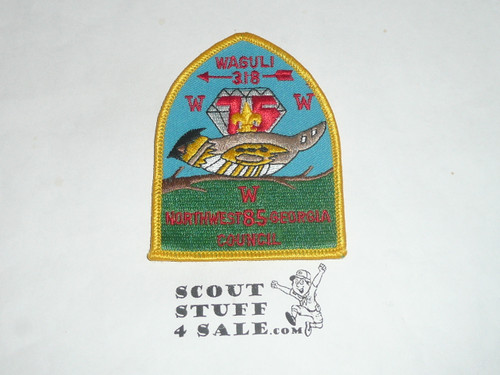 WAGULI
318
W W
75
W
NORTHWEST 85 GEORGIA
COUNCIL
SCOUT
STUFF
4 SALE.com